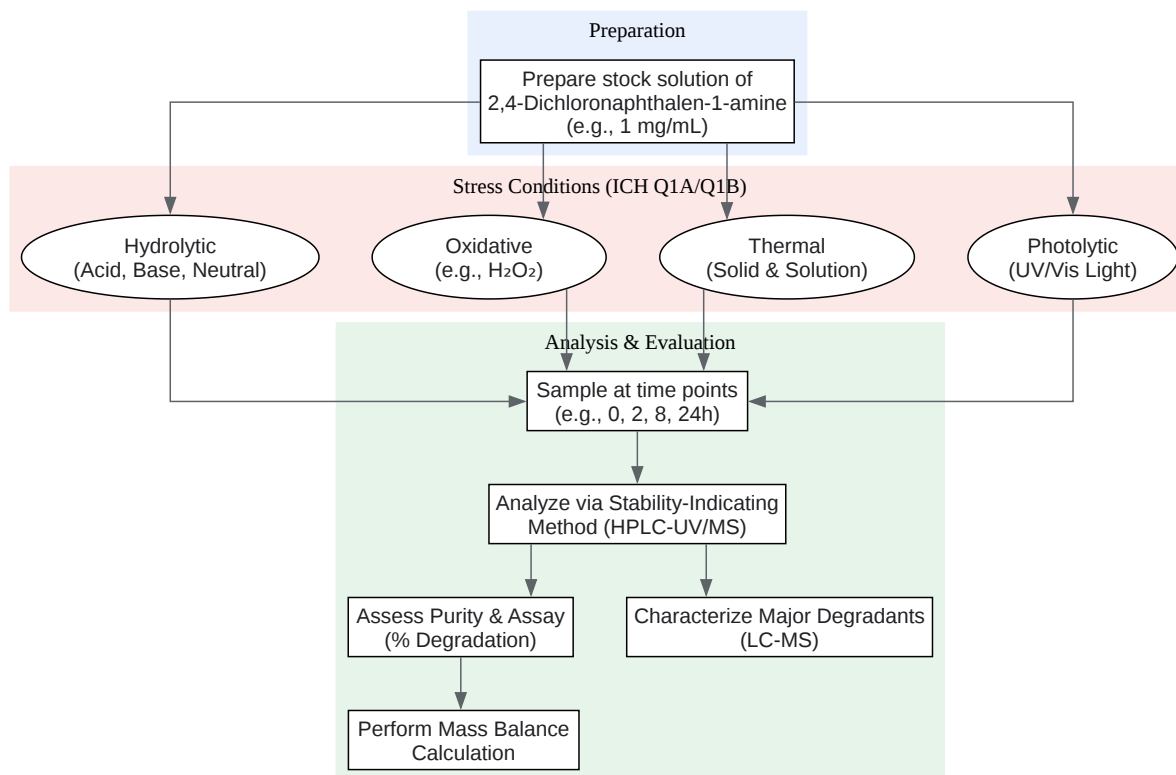 Preparation
Prepare stock solution of
2,4-Dichloronaphthalen-1-amine
(e.g., 1 mg/mL)
Stress Conditions (ICH Q1A/Q1B)
Hydrolytic
(Acid, Base, Neutral)
Oxidative
(e.g., H₂O₂)
Thermal
(Solid & Solution)
Photolytic
(UV/Vis Light)
Analysis & Evaluation
Sample at time points
(e.g., 0, 2, 8, 24h)
Analyze via Stability-Indicating
Method (HPLC-UV/MS)
Assess Purity & Assay
(% Degradation)
Characterize Major Degradants
(LC-MS)
Perform Mass Balance
Calculation